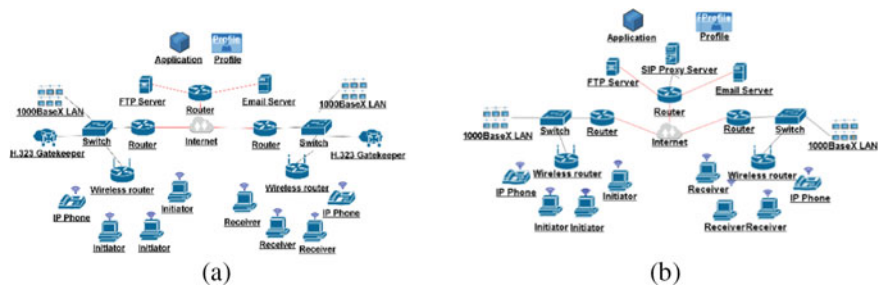 Profile
Application
Profile
FTP Server
Email Server
Router
1000BaseX LAN
1000BaseX LAN
H.323 Gatekeeper
Switch
Router
Internet
Router
Switch
H.323 Gatekeeper
Wireless router
Wireless router
IP Phone
Initiator
Initiator
Initiator
Receiver
Receiver
Receiver
IP Phone
(a)
Profile
Application
Profile
SIP Proxy Server
FTP Server
Email Server
Router
1000BaseX LAN
Switch
Router
Internet
Router
Switch
1000BaseX LAN
Wireless router
Wireless router
IP Phone
Initiator
Initiator
Initiator
Receiver
Receiver
Receiver
IP Phone
(b)